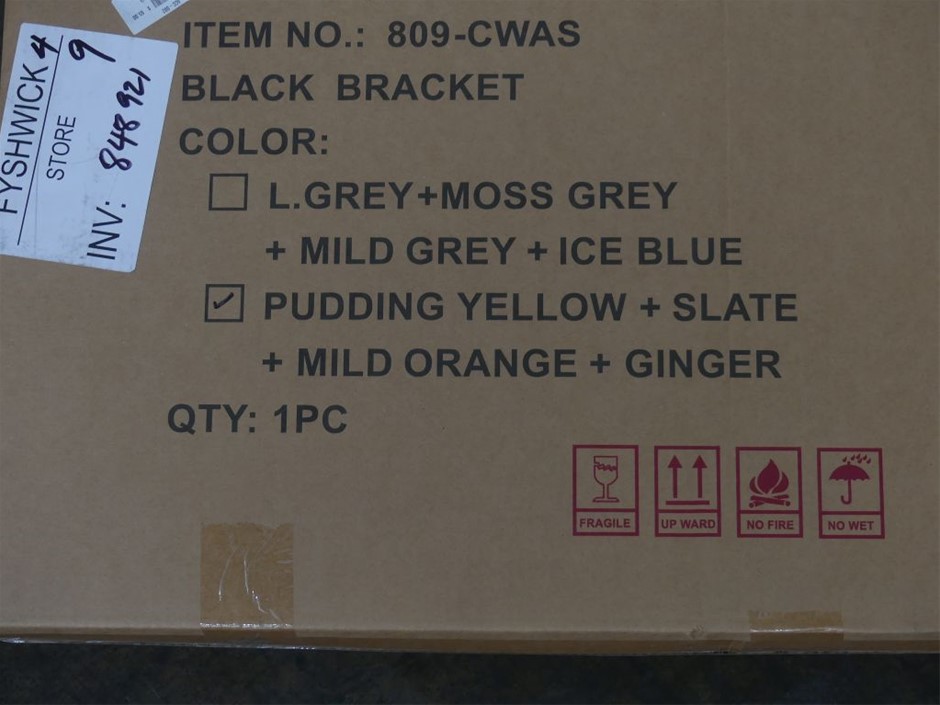 ITEM NO.: 809-CWAS
BLACK BRACKET
COLOR:
L.GREY+MOSS GREY
+ MILD GREY + ICE BLUE
PUDDING YELLOW + SLATE
+ MILD ORANGE + GINGER
QTY: 1PC
FRAGILE
UP WARD
NO FIRE
NO WET
FYSHWICK 4
STORE 9
INV: 848921